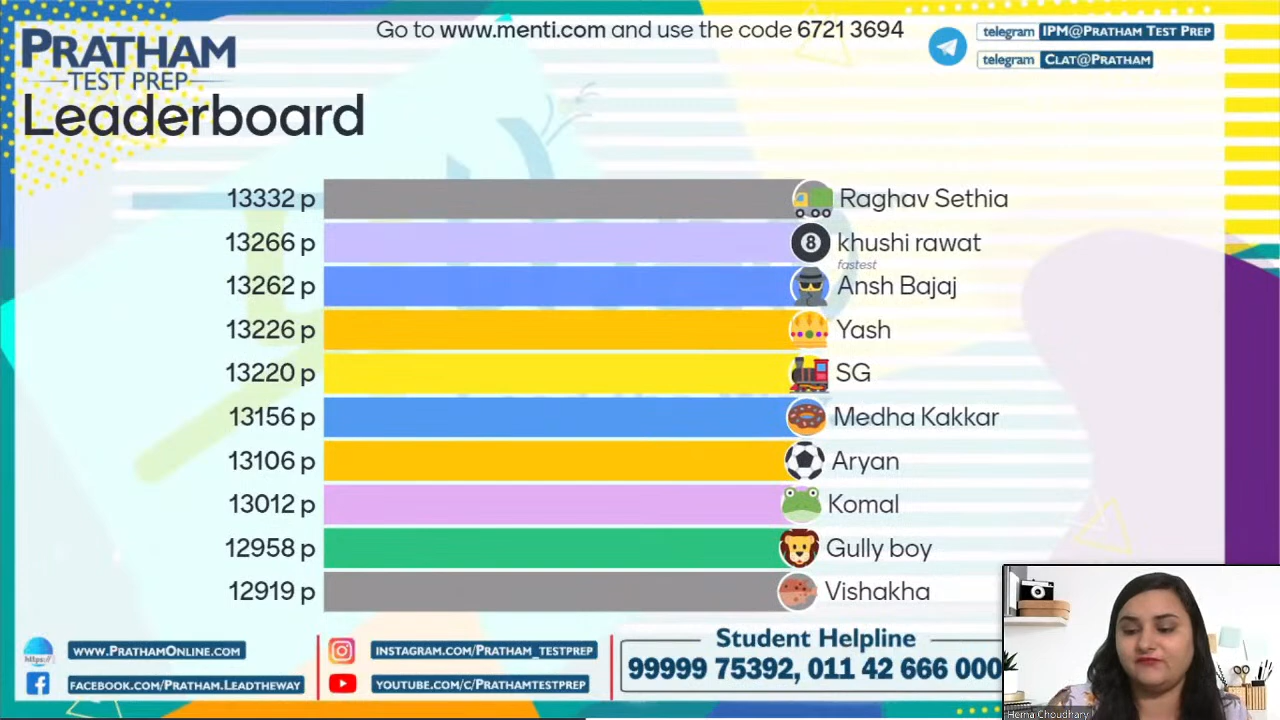 Go to www.menti.com and use the code 6721 3694
PRATHAM
TEST PREP
telegram IPM@PRATHAM TEST PREP
telegram CLAT@PRATHAM
Leaderboard
13332 p Raghav Sethia
13266 p 8 khushi rawat
fastest
13262 p Ansh Bajaj
13226 p Yash
13220 p SG
13156 p Medha Kakkar
13106 p Aryan
13012 p Komal
12958 p Gully boy
12919 p Vishakha
https://
WWW.PRATHAMONLINE.COM
FACEBOOK.COM/PRATHAM.LEADTHEWAY
INSTAGRAM.COM/PRATHAM_TESTPREP
YOUTUBE.COM/C/PRATHAMTESTPREP
Student Helpline
99999 75392, 011 42 666 000
Hema Choudhary